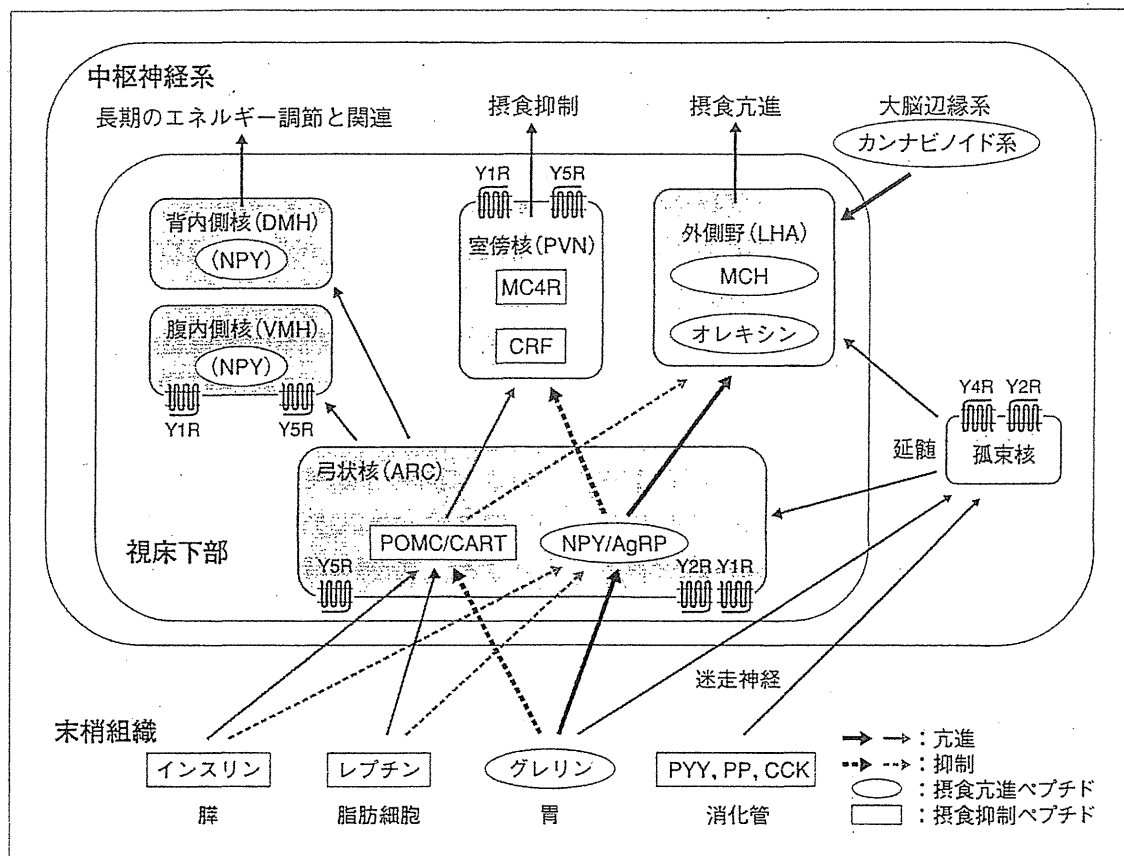 中枢神経系
長期のエネルギー調節と関連
摂食抑制
摂食亢進
大脳辺縁系
カンナビノイド系
Y1R
Y5R
背内側核(DMH)
(NPY)
室傍核(PVN)
MC4R
CRF
外側野(LHA)
MCH
オレキシン
腹内側核(VMH)
(NPY)
Y1R
Y5R
Y4R
Y2R
延髄
孤束核
弓状核(ARC)
POMC/CART
NPY/AgRP
視床下部
Y5R
Y2R
Y1R
迷走神経
末梢組織
インスリン
レプチン
グレリン
PYY, PP, CCK
膵
脂肪細胞
胃
消化管
:亢進
:抑制
:摂食亢進ペプチド
:摂食抑制ペプチド